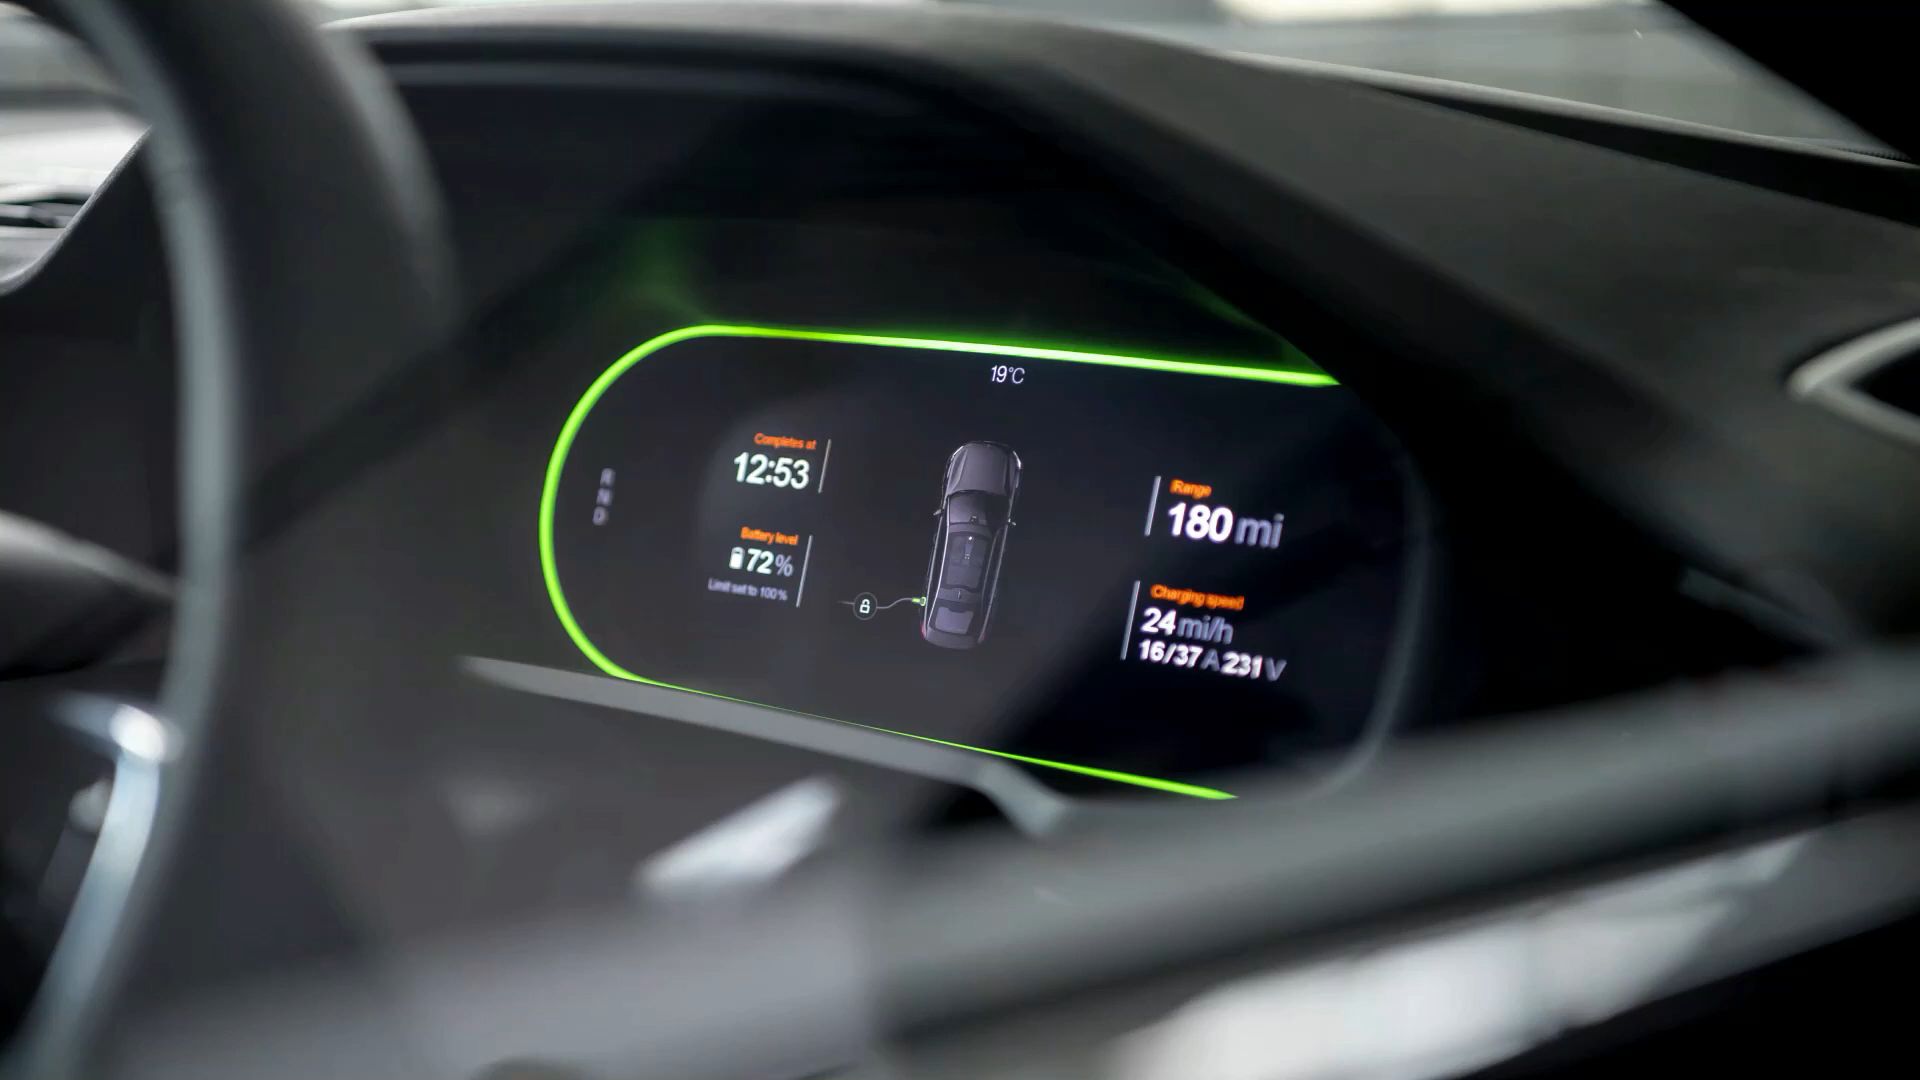 19°C
Completes at
12:53
R
N
D
Battery level
72%
Limit set to 100%
Range
180 mi
Charging speed
24 mi/h
16/37 A 231 V